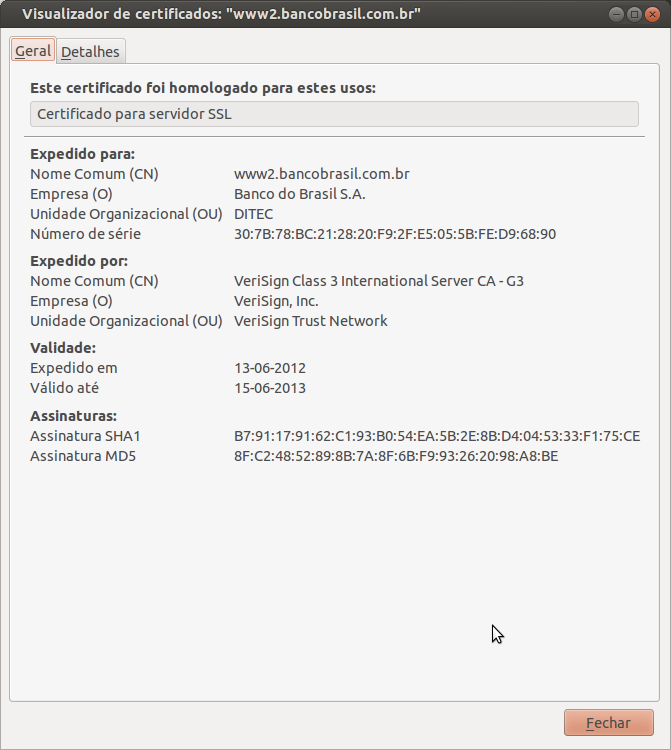 Visualizador de certificados: "www2.bancobrasil.com.br"
Geral Detalhes
Este certificado foi homologado para estes usos:
Certificado para servidor SSL
Expedido para:
Nome Comum (CN) www2.bancobrasil.com.br
Empresa (O) Banco do Brasil S.A.
Unidade Organizacional (OU) DITEC
Número de série 30:7B:78:BC:21:28:20:F9:2F:E5:05:5B:FE:D9:68:90
Expedido por:
Nome Comum (CN) VeriSign Class 3 International Server CA - G3
Empresa (O) VeriSign, Inc.
Unidade Organizacional (OU) VeriSign Trust Network
Validade:
Expedido em 13-06-2012
Válido até 15-06-2013
Assinaturas:
Assinatura SHA1 B7:91:17:91:62:C1:93:B0:54:EA:5B:2E:8B:D4:04:53:33:F1:75:CE
Assinatura MD5 8F:C2:48:52:89:8B:7A:8F:6B:F9:93:26:20:98:A8:BE
Fechar